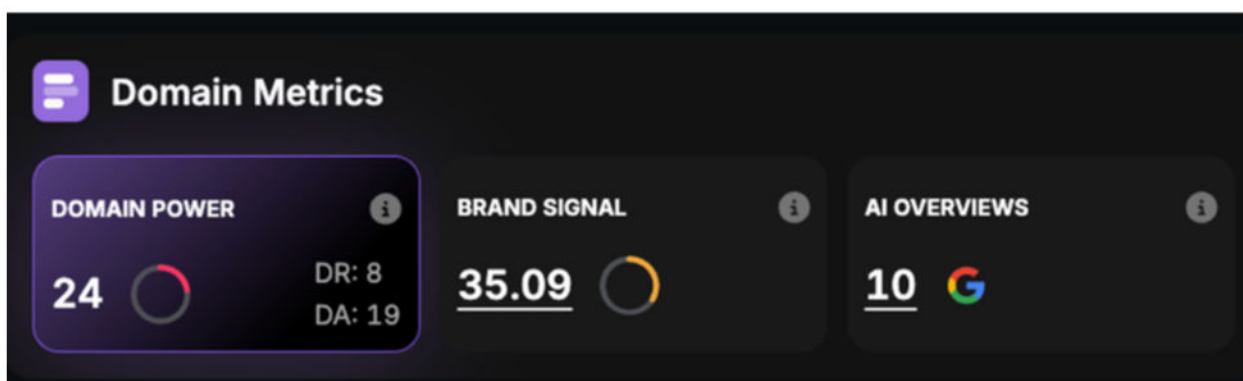 Domain Metrics
DOMAIN POWER
24
DR: 8
DA: 19
BRAND SIGNAL
35.09
AI OVERVIEWS
10